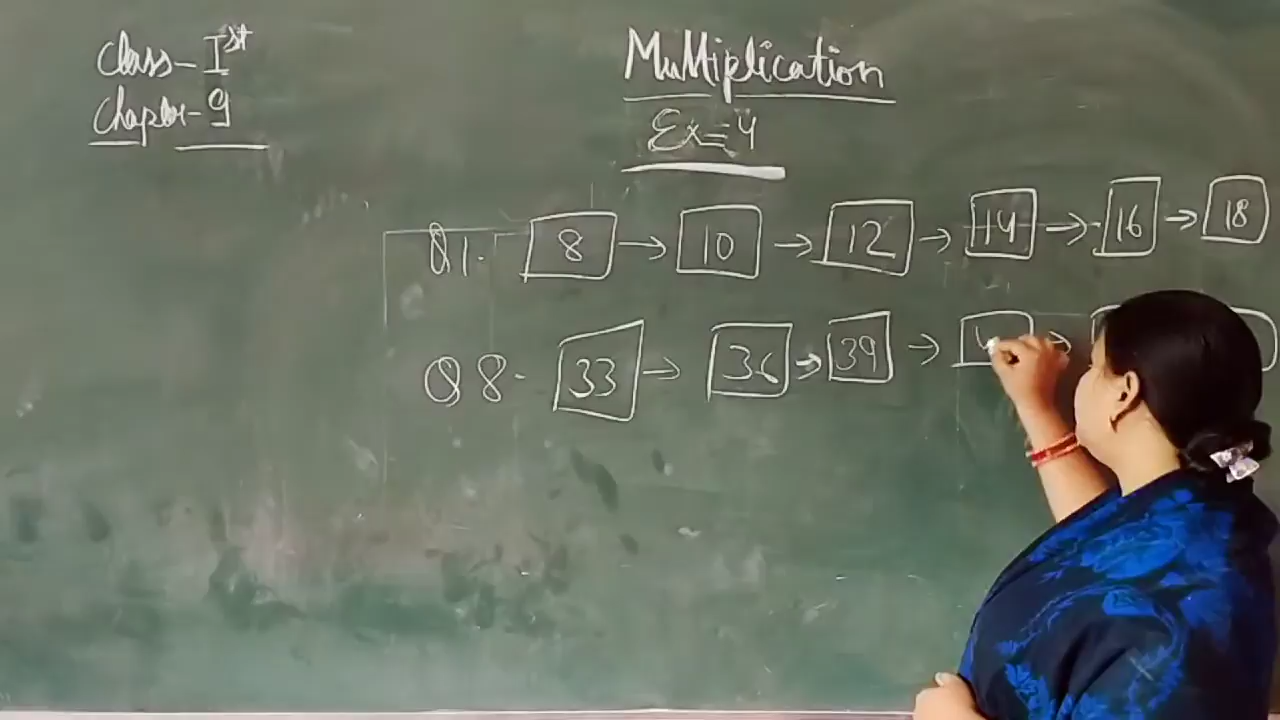 Class - Ist
Chapter - 9
Multiplication
Ex = 4
Q1. 8 → 10 → 12 → 14 → 16 → 18
Q8. 33 → 36 → 39 → →